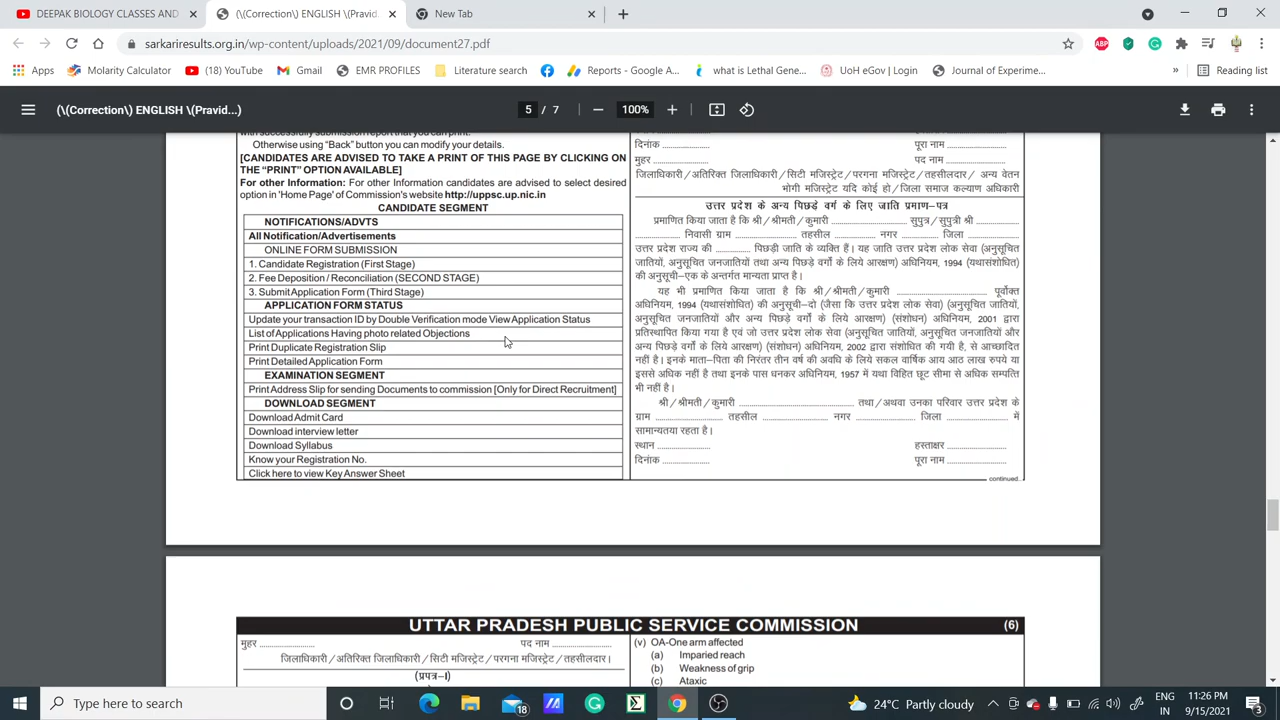 DEEPAK BIOLOGY CLASSES AND
(\(Correction\) ENGLISH \(Pravid.
New Tab
sarkariresults.org.in/wp-content/uploads/2021/09/document27.pdf
Apps
Molarity Calculator
(18) YouTube
Gmail
EMR PROFILES
Literature search
Reports - Google A...
what is Lethal Gene...
UoH eGov | Login
Journal of Experime...
»
Reading list
(\(Correction\) ENGLISH \(Pravid...)
5 / 7
100%
with successfully submission report that you can print.
Otherwise using "Back" button you can modify your details.
[CANDIDATES ARE ADVISED TO TAKE A PRINT OF THIS PAGE BY CLICKING ON
THE "PRINT" OPTION AVAILABLE]
For other Information: For other Information candidates are advised to select desired
option in 'Home Page' of Commission's website http://uppsc.up.nic.in
CANDIDATE SEGMENT
NOTIFICATIONS/ADVTS
All Notification/Advertisements
ONLINE FORM SUBMISSION
1. Candidate Registration (First Stage)
2. Fee Deposition / Reconciliation (SECOND STAGE)
3. Submit Application Form (Third Stage)
APPLICATION FORM STATUS
Update your transaction ID by Double Verification mode View Application Status
List of Applications Having photo related Objections
Print Duplicate Registration Slip
Print Detailed Application Form
EXAMINATION SEGMENT
Print Address Slip for sending Documents to commission [Only for Direct Recruitment]
DOWNLOAD SEGMENT
Download Admit Card
Download interview letter
Download Syllabus
Know your Registration No.
Click here to view Key Answer Sheet
दिनांक ........................ पूरा नाम ........................
मुहर ........................ पद नाम ........................
जिलाधिकारी/अतिरिक्त जिलाधिकारी/सिटी मजिस्ट्रेट/परगना मजिस्ट्रेट/तहसीलदार/अन्य वेतन
भोगी मजिस्ट्रेट यदि कोई हो/जिला समाज कल्याण अधिकारी
उत्तर प्रदेश के अन्य पिछड़े वर्ग के लिए जाति प्रमाण-पत्र
प्रमाणित किया जाता है कि श्री/श्रीमती/कुमारी ........................ सुपुत्र/सुपुत्री श्री ................
................ निवासी ग्राम ........................ तहसील ................ नगर ................ जिला ................
उत्तर प्रदेश राज्य की ............ पिछड़ी जाति के व्यक्ति हैं। यह जाति उत्तर प्रदेश लोक सेवा (अनुसूचित
जातियों, अनुसूचित जनजातियों तथा अन्य पिछड़े वर्गों के लिये आरक्षण) अधिनियम, 1994 (यथासंशोधित)
की अनुसूची-एक के अन्तर्गत मान्यता प्राप्त है।
यह भी प्रमाणित किया जाता है कि श्री/श्रीमती/कुमारी ........................ पूर्वोक्त
अधिनियम, 1994 (यथासंशोधित) की अनुसूची-दो (जैसा कि उत्तर प्रदेश लोक सेवा) (अनुसूचित जातियों,
अनुसूचित जनजातियों और अन्य पिछड़े वर्गों के लिये आरक्षण) (संशोधन) अधिनियम, 2001 द्वारा
प्रतिस्थापित किया गया है एवं जो उत्तर प्रदेश लोक सेवा (अनुसूचित जातियों, अनुसूचित जनजातियों और
अन्य पिछड़े वर्गों के लिये आरक्षण) (संशोधन) अधिनियम, 2002 द्वारा संशोधित की गयी है, से आच्छादित
नहीं है। इनके माता-पिता की निरंतर तीन वर्ष की अवधि के लिये सकल वार्षिक आय आठ लाख रुपये या
इससे अधिक नहीं है तथा इनके पास धनकर अधिनियम, 1957 में यथा विहित छूट सीमा से अधिक सम्पति
भी नहीं है।
श्री/श्रीमती/कुमारी ................................ तथा/अथवा उनका परिवार उत्तर प्रदेश के
ग्राम ........................ तहसील ................ नगर ................ जिला ................ में
सामान्यतया रहता है।
स्थान ................ हस्ताक्षर ................
दिनांक ................ पूरा नाम ................
continued...
UTTAR PRADESH PUBLIC SERVICE COMMISSION (6)
मुहर ................ पद नाम ................
जिलाधिकारी/अतिरिक्त जिलाधिकारी/सिटी मजिस्ट्रेट/परगना मजिस्ट्रेट/तहसीलदार।
(प्रपत्र-I)
(v) OA-One arm affected
(a) Imparied reach
(b) Weakness of grip
(c) Ataxic
Type here to search
18
24°C Partly cloudy
ENG
IN
11:26 PM
9/15/2021